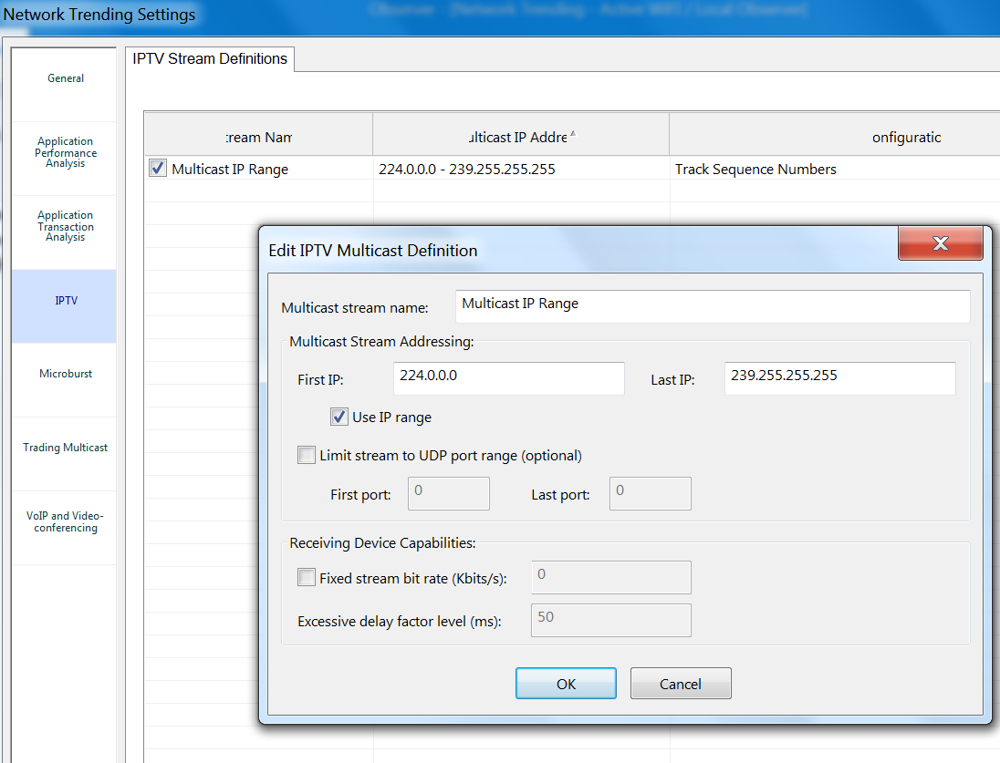 Network Trending Settings
Observer - [Network Trending - Active WIFI / Local Observer]
General
Application
Performance
Analysis
Application
Transaction
Analysis
IPTV
Microburst
Trading Multicast
VoIP and Video-
conferencing
IPTV Stream Definitions
tream Nam ulticast IP Addre onfiguratic
Multicast IP Range 224.0.0.0 - 239.255.255.255 Track Sequence Numbers
Edit IPTV Multicast Definition
Multicast stream name: Multicast IP Range
Multicast Stream Addressing:
First IP: 224.0.0.0 Last IP: 239.255.255.255
Use IP range
Limit stream to UDP port range (optional)
First port: 0 Last port: 0
Receiving Device Capabilities:
Fixed stream bit rate (Kbits/s): 0
Excessive delay factor level (ms): 50
OK Cancel